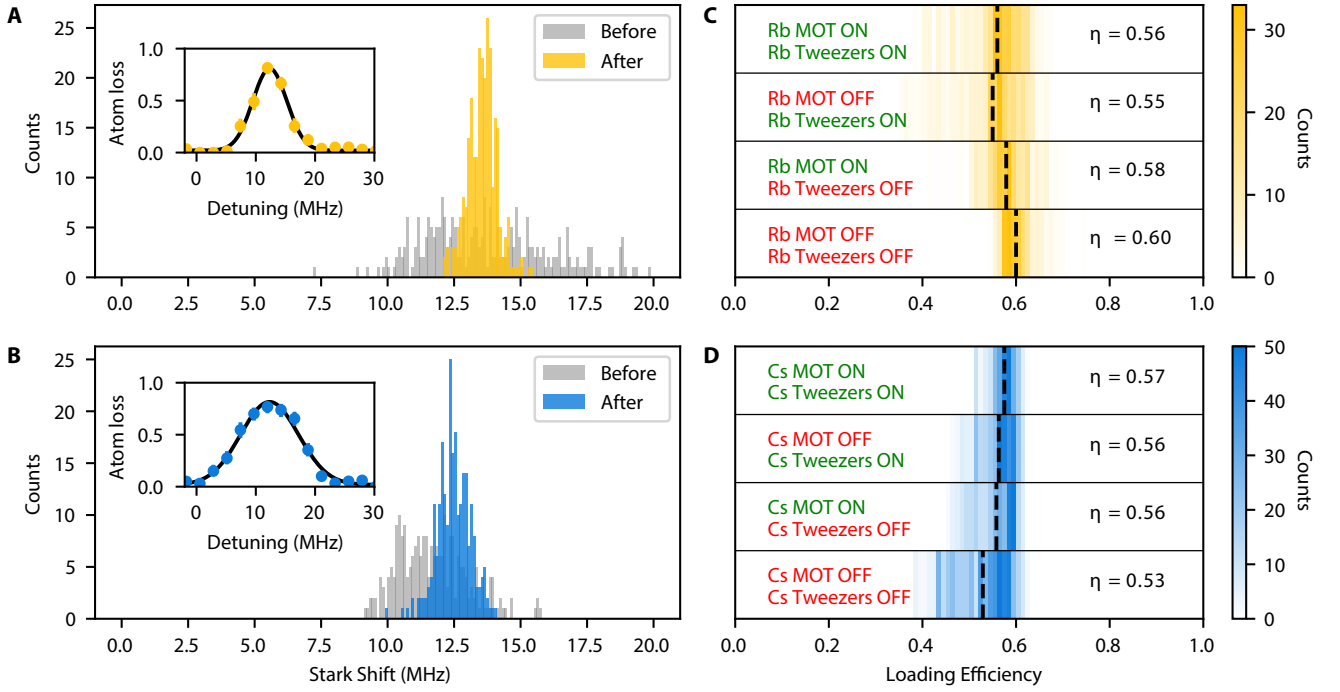 A
25
20
15
10
5
0
Counts
Before
After
1.0
0.5
0.0
Atom loss
0
10
20
30
Detuning (MHz)
0.0
2.5
5.0
7.5
10.0
12.5
15.0
17.5
20.0
C
Rb MOT ON
Rb Tweezers ON
η = 0.56
Rb MOT OFF
Rb Tweezers ON
η = 0.55
Rb MOT ON
Rb Tweezers OFF
η = 0.58
Rb MOT OFF
Rb Tweezers OFF
η = 0.60
0.0
0.2
0.4
0.6
0.8
1.0
30
20
10
0
Counts
B
25
20
15
10
5
0
Counts
Before
After
1.0
0.5
0.0
Atom loss
0
10
20
30
Detuning (MHz)
0.0
2.5
5.0
7.5
10.0
12.5
15.0
17.5
20.0
Stark Shift (MHz)
D
Cs MOT ON
Cs Tweezers ON
η = 0.57
Cs MOT OFF
Cs Tweezers ON
η = 0.56
Cs MOT ON
Cs Tweezers OFF
η = 0.56
Cs MOT OFF
Cs Tweezers OFF
η = 0.53
0.0
0.2
0.4
0.6
0.8
1.0
Loading Efficiency
50
40
30
20
10
0
Counts